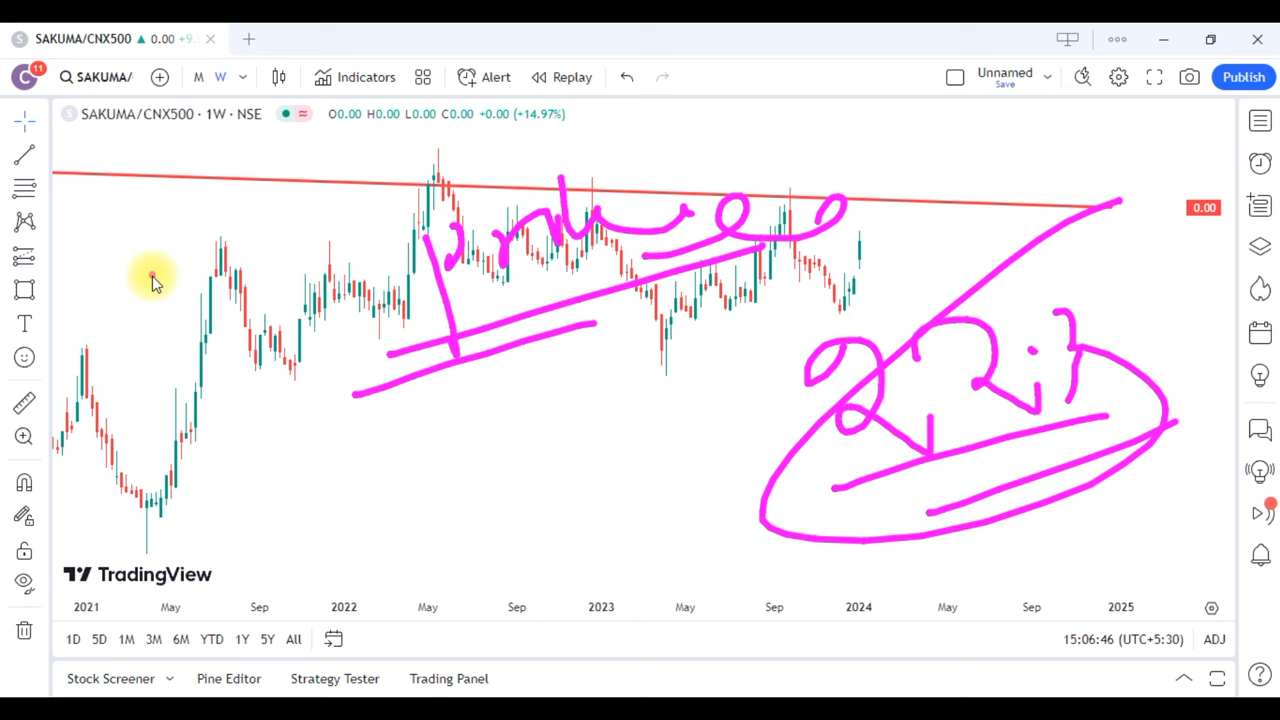 SAKUMA/CNX500 ▲ 0.00 +9.
C 11 SAKUMA/ M W Indicators Alert Replay Unnamed Save Publish
S SAKUMA/CNX500 · 1W · NSE O0.00 H0.00 L0.00 C0.00 +0.00 (+14.97%)
0.00
TradingView
2021 May Sep 2022 May Sep 2023 May Sep 2024 May Sep 2025
1D 5D 1M 3M 6M YTD 1Y 5Y All 15:06:46 (UTC+5:30) ADJ
Stock Screener Pine Editor Strategy Tester Trading Panel